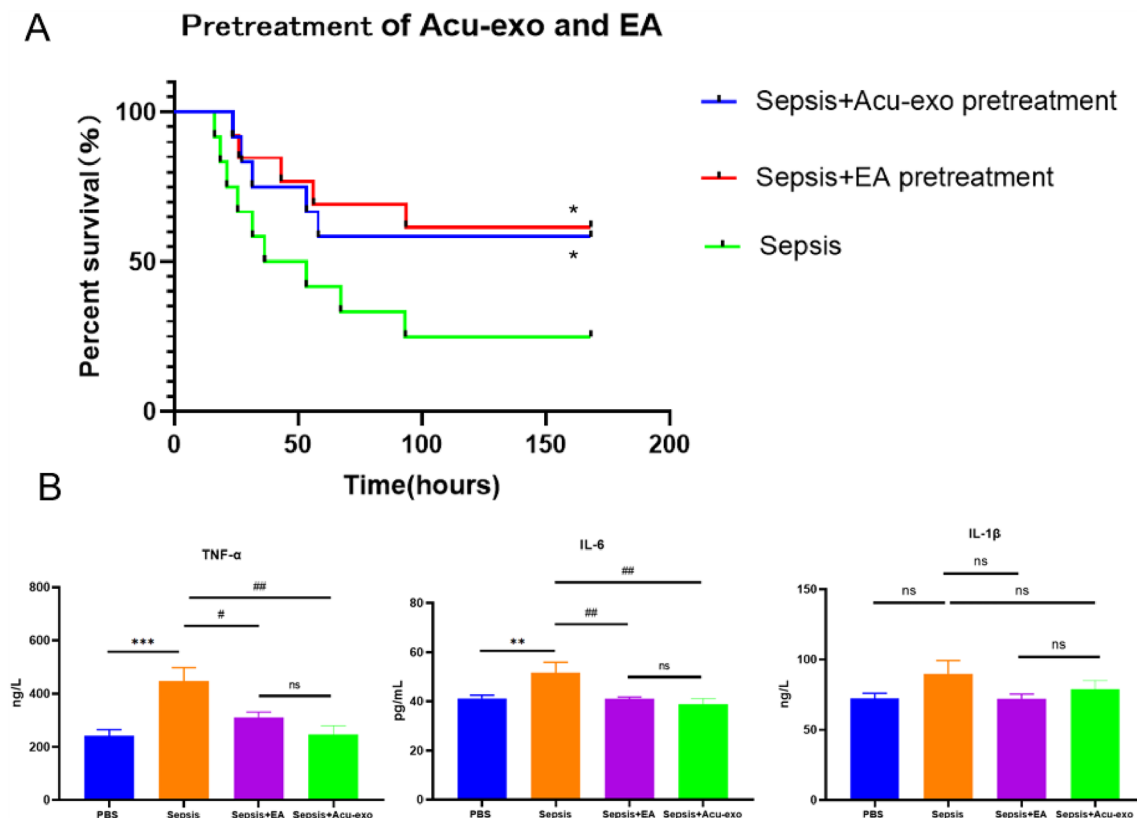 A
Pretreatment of Acu-exo and EA
Percent survival(%)
100
50
0
0 50 100 150 200
Time(hours)
*
*
Sepsis+Acu-exo pretreatment
Sepsis+EA pretreatment
Sepsis
B
TNF-α
ng/L
800
600
400
200
0
***
#
##
ns
PBS Sepsis Sepsis+EA Sepsis+Acu-exo
IL-6
pg/mL
80
60
40
20
0
**
##
##
ns
PBS Sepsis Sepsis+EA Sepsis+Acu-exo
IL-1β
ng/L
150
100
50
0
ns
ns
ns
ns
PBS Sepsis Sepsis+EA Sepsis+Acu-exo